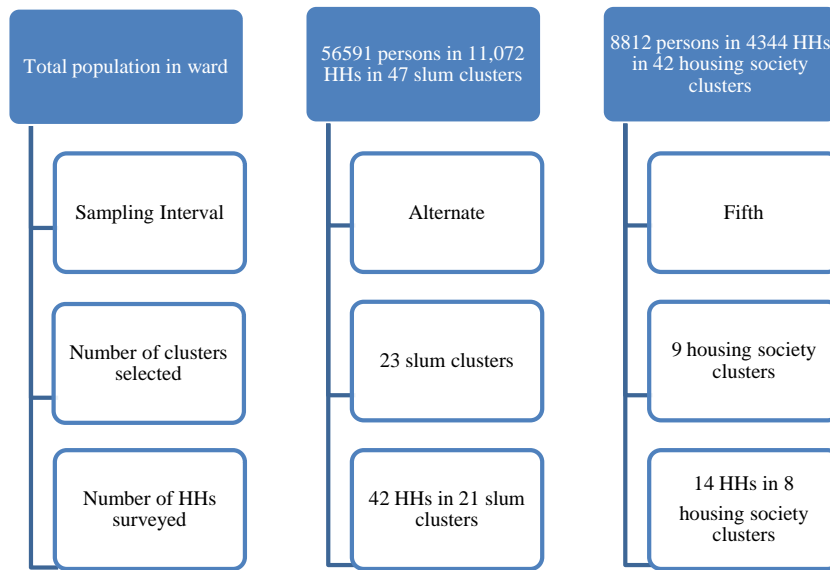 Total population in ward
Sampling Interval
Number of clusters
selected
Number of HHs
surveyed
56591 persons in 11,072
HHs in 47 slum clusters
Alternate
23 slum clusters
42 HHs in 21 slum
clusters
8812 persons in 4344 HHs
in 42 housing society
clusters
Fifth
9 housing society
clusters
14 HHs in 8
housing society
clusters